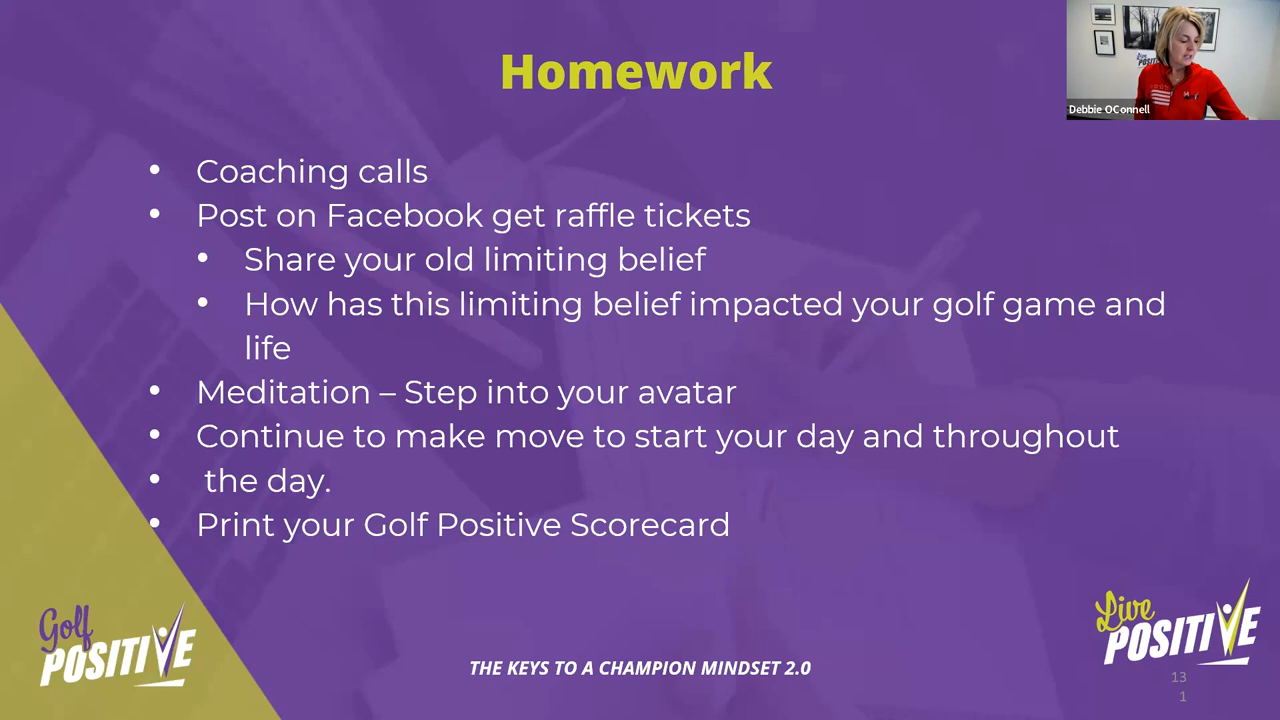 Homework
Debbie OConnell
• Coaching calls
• Post on Facebook get raffle tickets
• Share your old limiting belief
• How has this limiting belief impacted your golf game and
life
• Meditation – Step into your avatar
• Continue to make move to start your day and throughout
• the day.
• Print your Golf Positive Scorecard
Golf
POSITIVE
THE KEYS TO A CHAMPION MINDSET 2.0
Live
POSITIVE
13
1